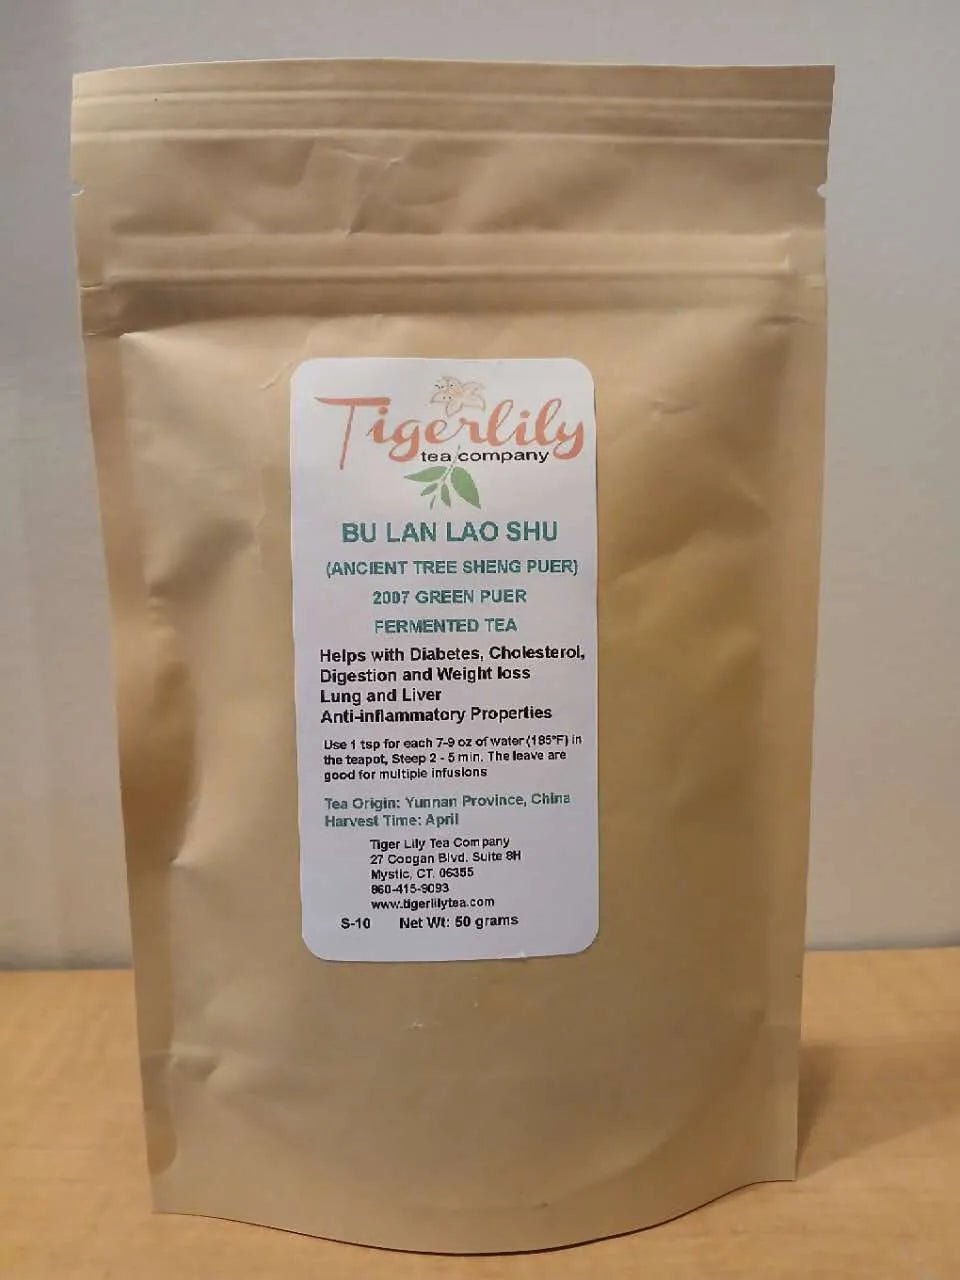 Tigerlily
tea company
BU LAN LAO SHU
(ANCIENT TREE SHENG PUER)
2007 GREEN PUER
FERMENTED TEA
Helps with Diabetes, Cholesterol,
Digestion and Weight loss
Lung and Liver
Anti-inflammatory Properties
Use 1 tsp for each 7-9 oz of water (185°F) in
the teapot, Steep 2 - 5 min. The leave are
good for multiple infusions
Tea Origin: Yunnan Province, China
Harvest Time: April
Tiger Lily Tea Company
27 Coogan Blvd. Suite 8H
Mystic, CT. 06355
860-415-9093
www.tigerlilytea.com
S-10 Net Wt: 50 grams